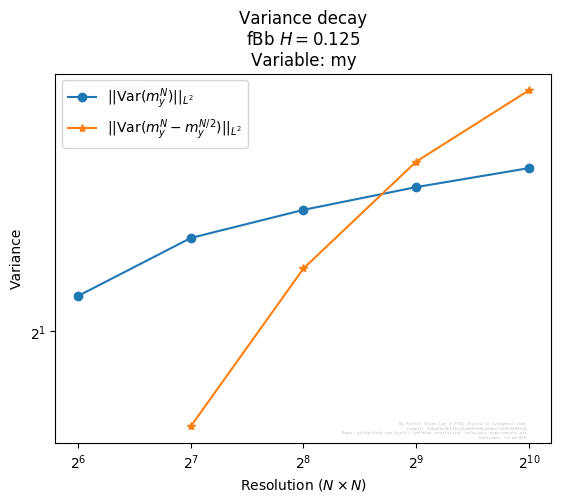 Variance decay
fBb H = 0.125
Variable: my
||Var(m_y^N)||_{L^2}
||Var(m_y^N − m_y^{N/2})||_{L^2}
Variance
2^1
2^6 2^7 2^8 2^9 2^10
Resolution (N × N)